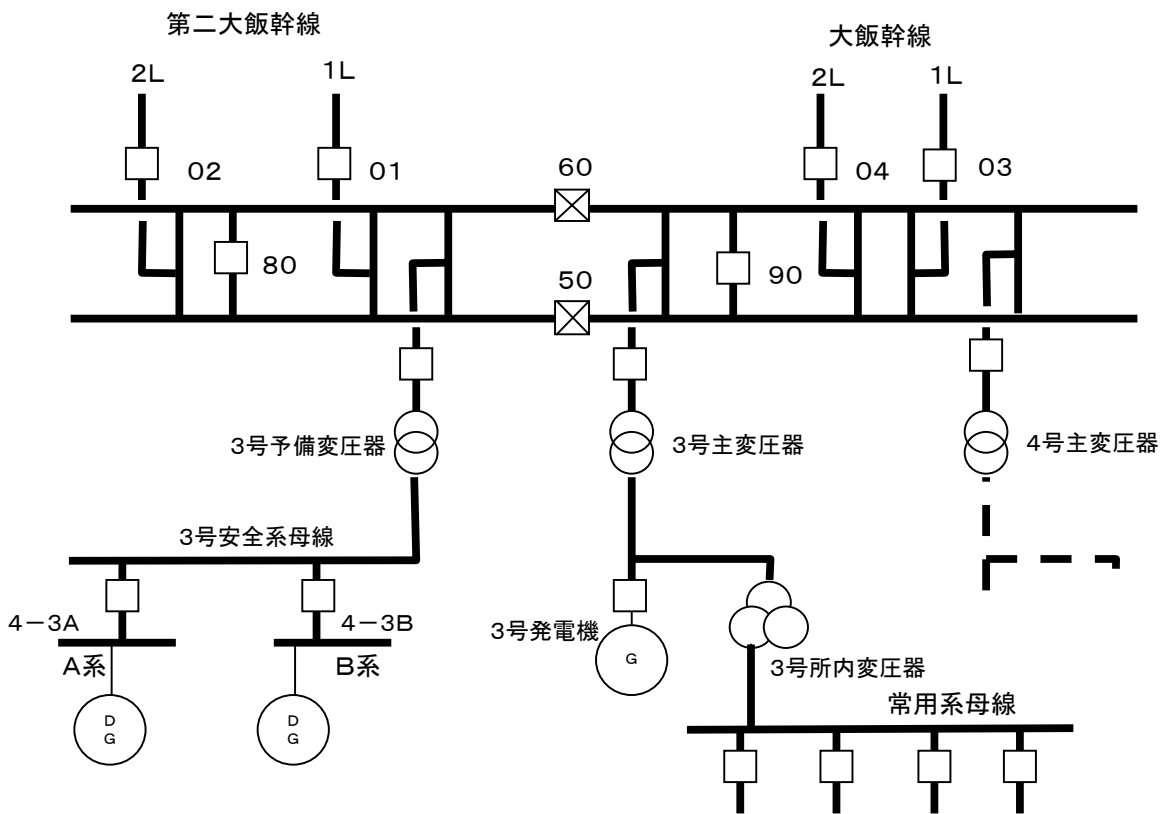 第二大飯幹線
大飯幹線
2L
1L
2L
1L
02
01
60
04
03
80
50
90
3号予備変圧器
3号主変圧器
4号主変圧器
3号安全系母線
4－3A
4－3B
3号発電機
G
A系
B系
3号所内変圧器
常用系母線
D
G
D
G